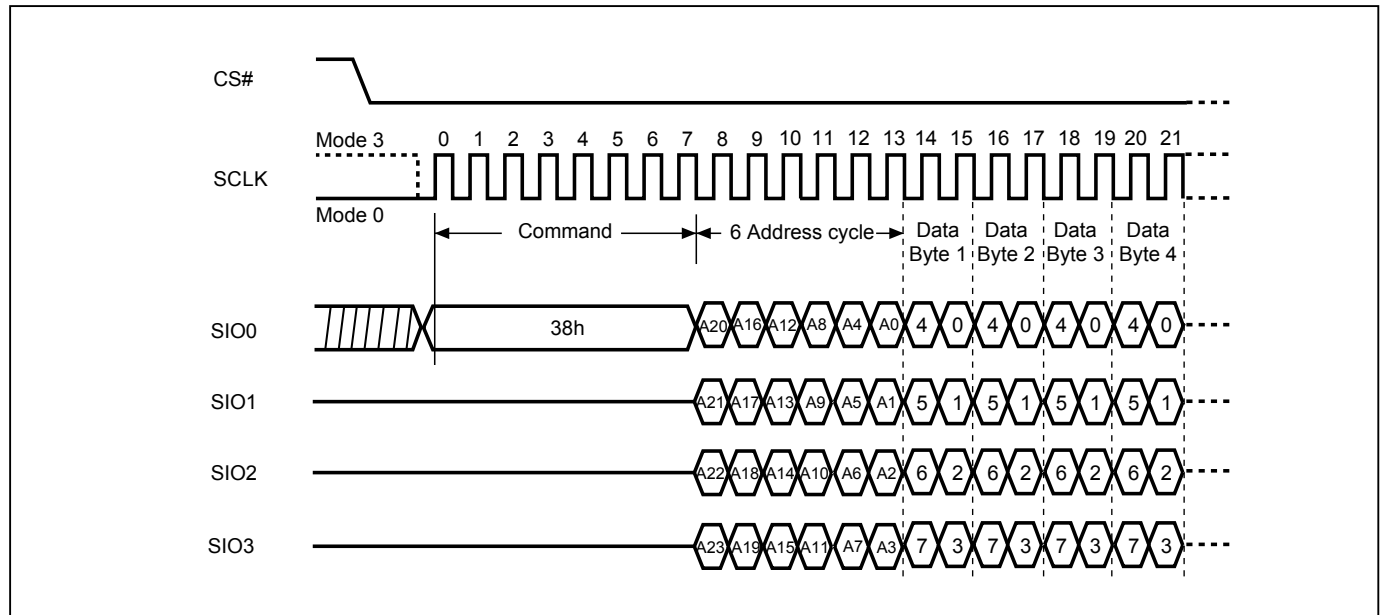 CS#
Mode 3 0 1 2 3 4 5 6 7 8 9 10 11 12 13 14 15 16 17 18 19 20 21
SCLK
Mode 0
Command 6 Address cycle Data Data Data Data
Byte 1 Byte 2 Byte 3 Byte 4
SIO0 38h A20 A16 A12 A8 A4 A0 4 0 4 0 4 0 4 0
SIO1 A21 A17 A13 A9 A5 A1 5 1 5 1 5 1 5 1
SIO2 A22 A18 A14 A10 A6 A2 6 2 6 2 6 2 6 2
SIO3 A23 A19 A15 A11 A7 A3 7 3 7 3 7 3 7 3